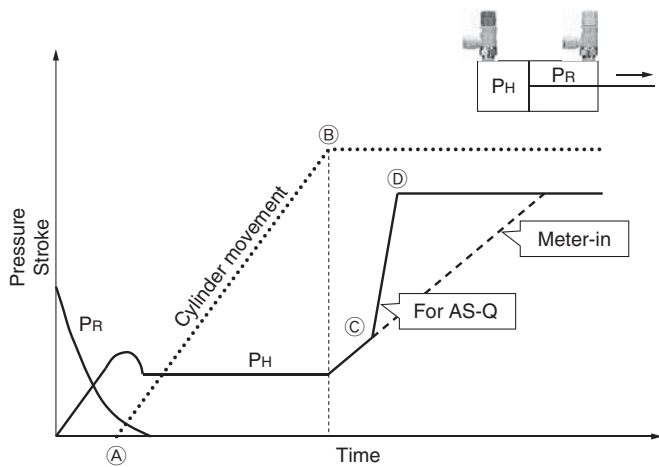 PH
PR
Ⓑ
Ⓓ
Cylinder movement
Pressure
Stroke
Meter-in
PR
Ⓒ
For AS-Q
PH
Ⓐ
Time